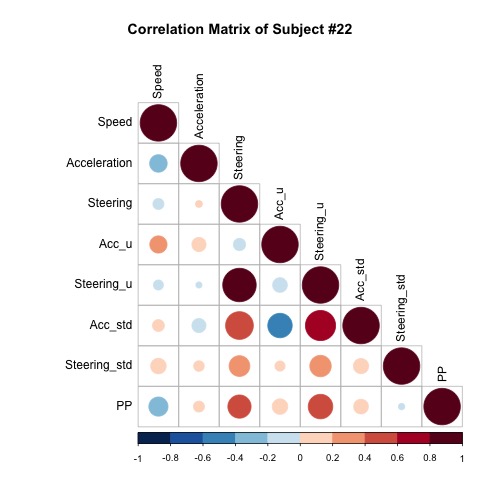 Correlation Matrix of Subject #22
Speed
Acceleration
Steering
Acc_u
Steering_u
Acc_std
Steering_std
PP
Speed
Acceleration
Steering
Acc_u
Steering_u
Acc_std
Steering_std
PP
-1 -0.8 -0.6 -0.4 -0.2 0 0.2 0.4 0.6 0.8 1